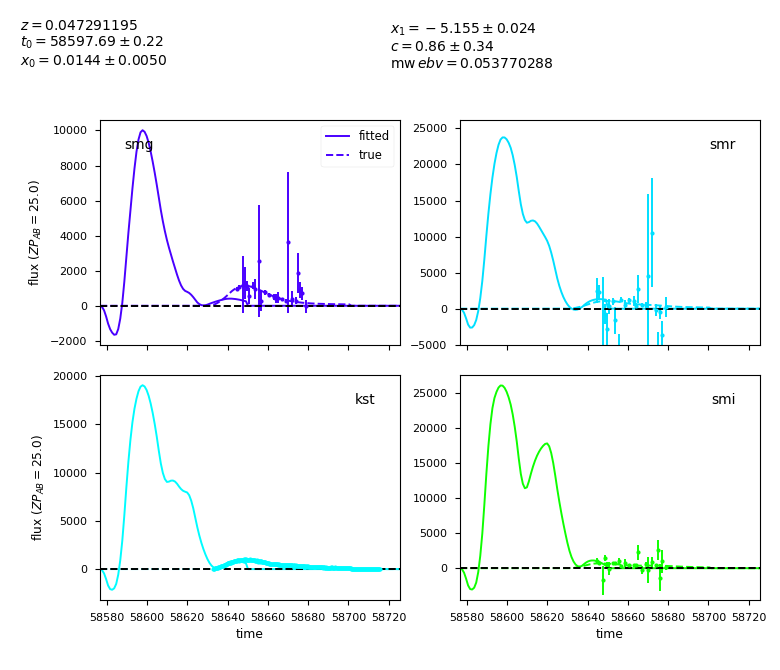 z = 0.047291195
t₀ = 58597.69 ± 0.22
x₀ = 0.0144 ± 0.0050
x₁ = −5.155 ± 0.024
c = 0.86 ± 0.34
mw ebv = 0.053770288
smg
fitted
true
10000
8000
6000
4000
2000
0
−2000
flux (ZP_AB = 25.0)
smr
25000
20000
15000
10000
5000
0
−5000
kst
20000
15000
10000
5000
0
flux (ZP_AB = 25.0)
58580 58600 58620 58640 58660 58680 58700 58720
time
smi
25000
20000
15000
10000
5000
0
58580 58600 58620 58640 58660 58680 58700 58720
time